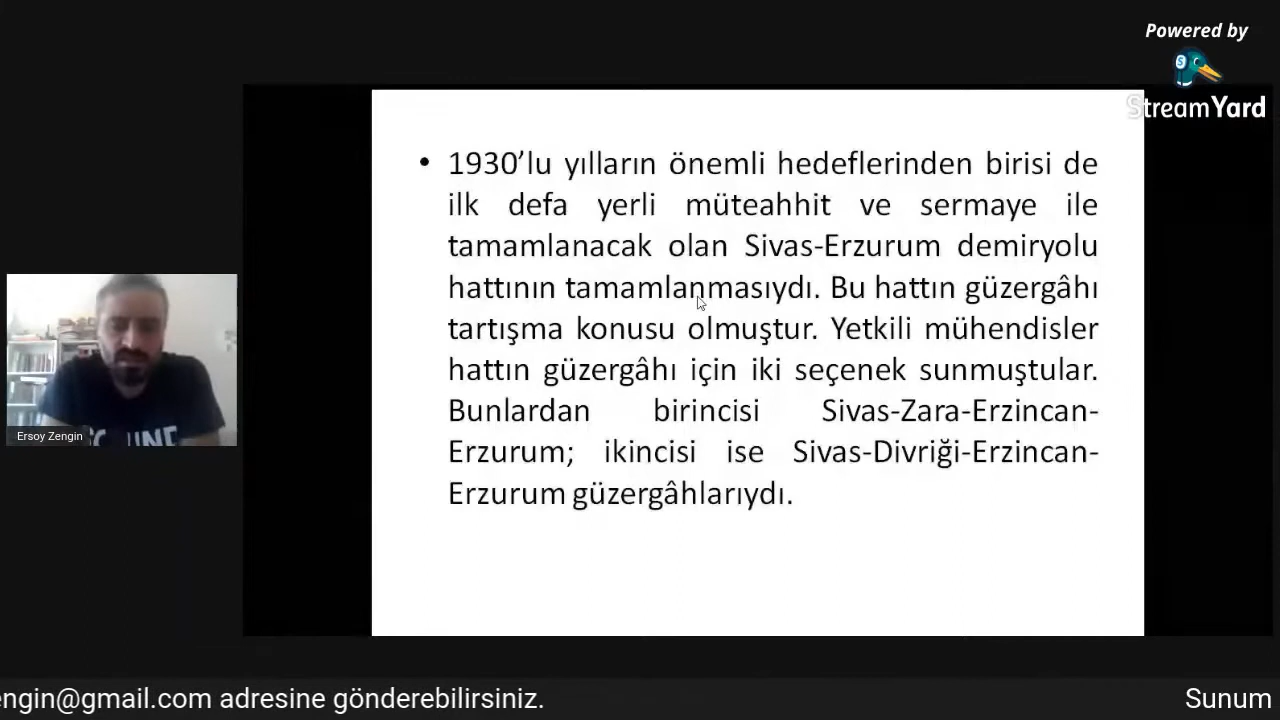 Powered by
StreamYard
• 1930’lu yılların önemli hedeflerinden birisi de
ilk defa yerli müteahhit ve sermaye ile
tamamlanacak olan Sivas-Erzurum demiryolu
hattının tamamlanmasıydı. Bu hattın güzergâhı
tartışma konusu olmuştur. Yetkili mühendisler
hattın güzergâhı için iki seçenek sunmuştular.
Bunlardan birincisi Sivas-Zara-Erzincan-
Erzurum; ikincisi ise Sivas-Divriği-Erzincan-
Erzurum güzergâhlarıydı.
Ersoy Zengin
engin@gmail.com adresine gönderebilirsiniz. Sunum